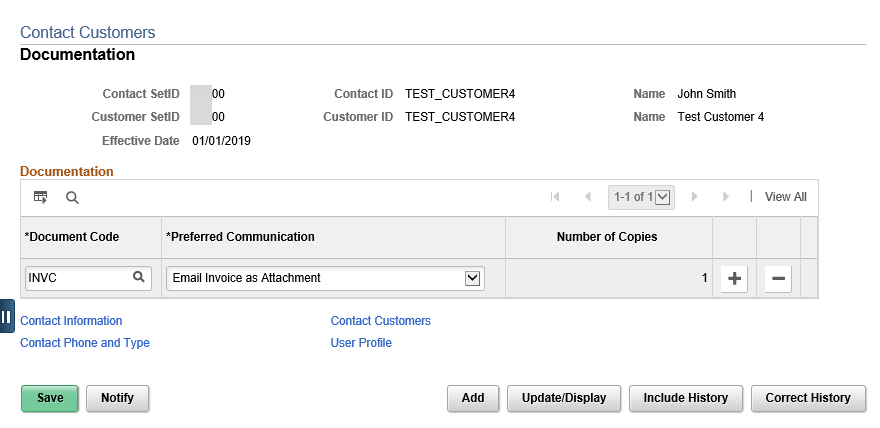 Contact Customers
Documentation
Contact SetID 00 Contact ID TEST_CUSTOMER4 Name John Smith
Customer SetID 00 Customer ID TEST_CUSTOMER4 Name Test Customer 4
Effective Date 01/01/2019
Documentation
1-1 of 1 | View All
*Document Code *Preferred Communication Number of Copies
INVC Email Invoice as Attachment 1
Contact Information Contact Customers
Contact Phone and Type User Profile
Save Notify Add Update/Display Include History Correct History